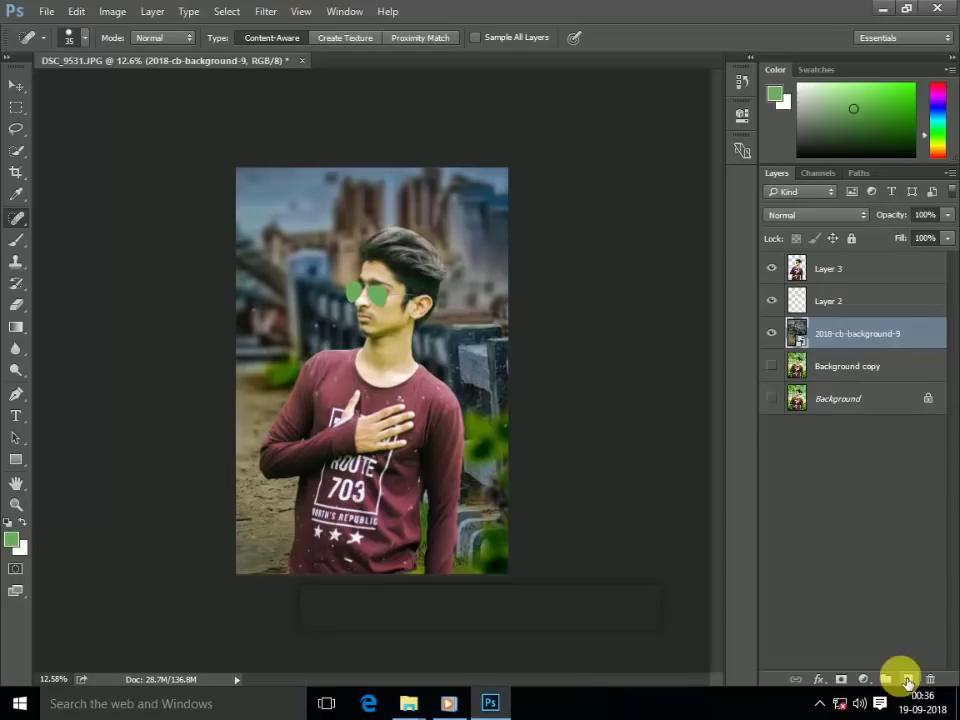 Ps File Edit Image Layer Type Select Filter View Window Help
35 Mode: Normal Type: Content-Aware Create Texture Proximity Match Sample All Layers Essentials
DSC_9531.JPG @ 12.6% (2018-cb-background-9, RGB/8) * ×
Color Swatches
Layers Channels Paths
Kind
Normal Opacity: 100%
Lock: Fill: 100%
Layer 3
Layer 2
2018-cb-background-9
Background copy
Background
ROUTE
703
STARS
12.58% Doc: 28.7M/136.8M
Search the web and Windows
Ps
00:36
19-09-2018